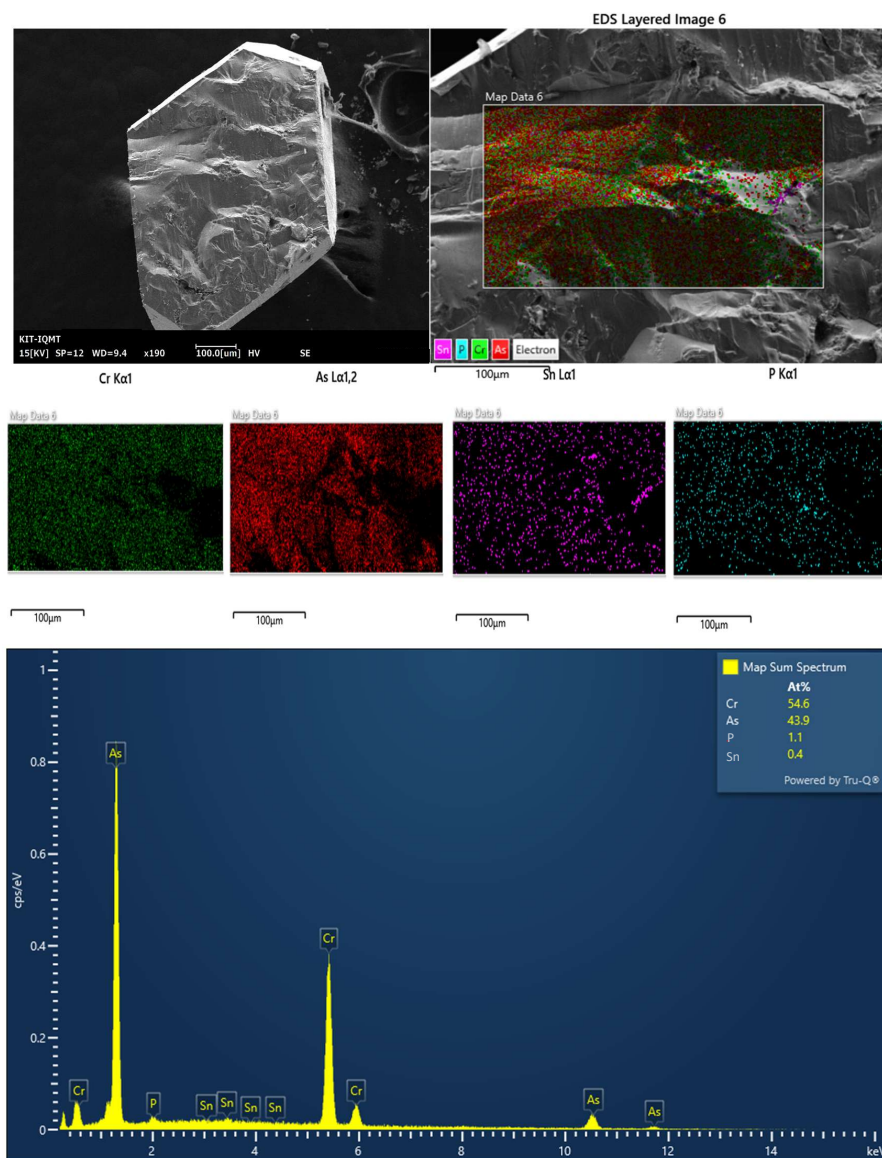 EDS Layered Image 6
Map Data 6
KIT-IQMT
15[KV] SP=12 WD=9.4 x190 100.0[um] HV SE
Sn P Cr As Electron
100μm
Cr Kα1 As Lα1,2 Sn Lα1 P Kα1
Map Data 6 Map Data 6 Map Data 6 Map Data 6
100μm 100μm 100μm 100μm
Map Sum Spectrum
At%
Cr 54.6
As 43.9
P 1.1
Sn 0.4
Powered by Tru-Q®
1
0.8
0.6
0.4
0.2
0
cps/eV
As
Cr
Cr P Sn Sn Sn Sn Cr As As
2 4 6 8 10 12 14 keV